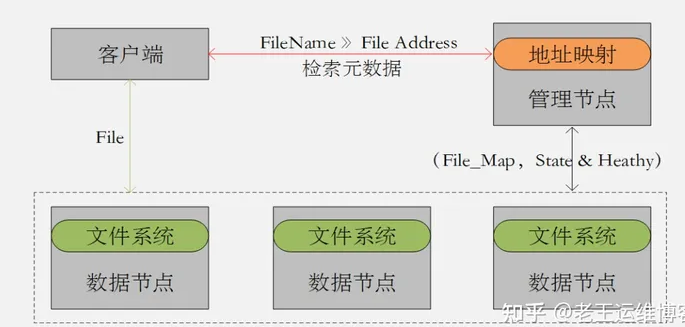 客户端
FileName 》 File Address
检索元数据
地址映射
管理节点
File
（File_Map，State & Heathy）
文件系统
数据节点
文件系统
数据节点
文件系统
数据节点
知乎 @老王运维博客